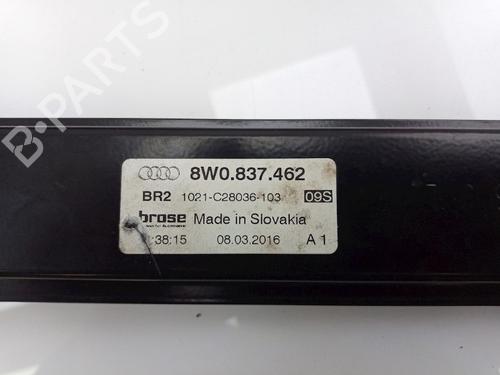 8W0.837.462
BR2 1021-C28036-103 09S
brose Made in Slovakia
:38:15 08.03.2016 A 1
B-PARTS